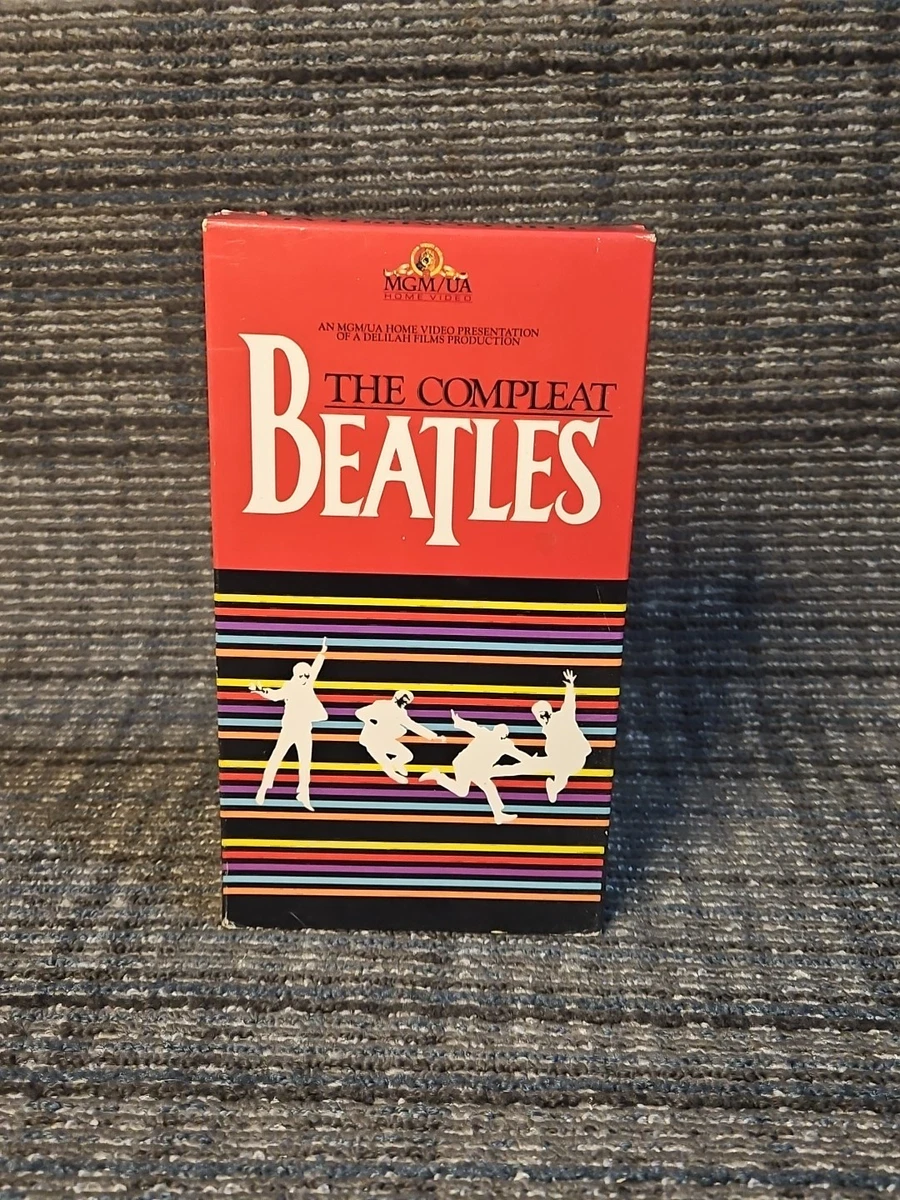 MGM/UA
HOME VIDEO
AN MGM/UA HOME VIDEO PRESENTATION
OF A DELILAH FILMS PRODUCTION
THE COMPLEAT
BEATLES